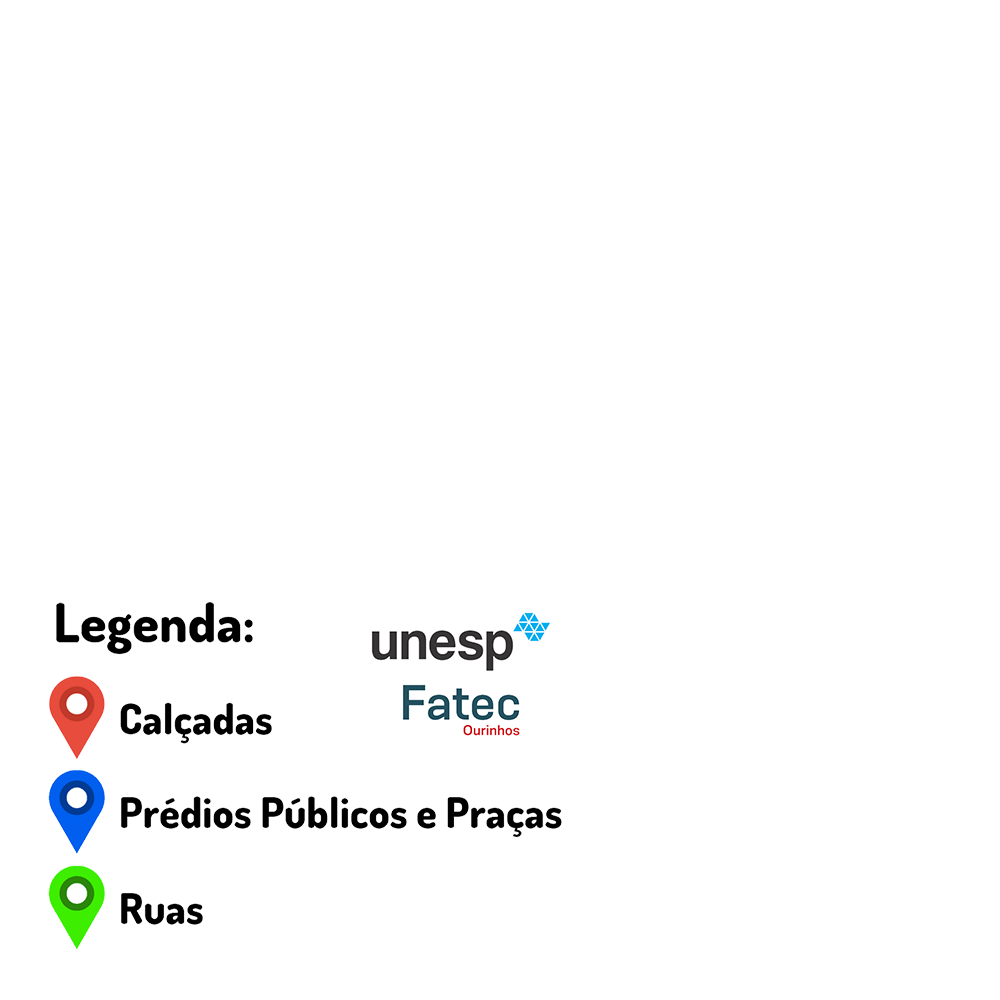 Legenda:
unesp
Fatec
Ourinhos
Calçadas
Prédios Públicos e Praças
Ruas